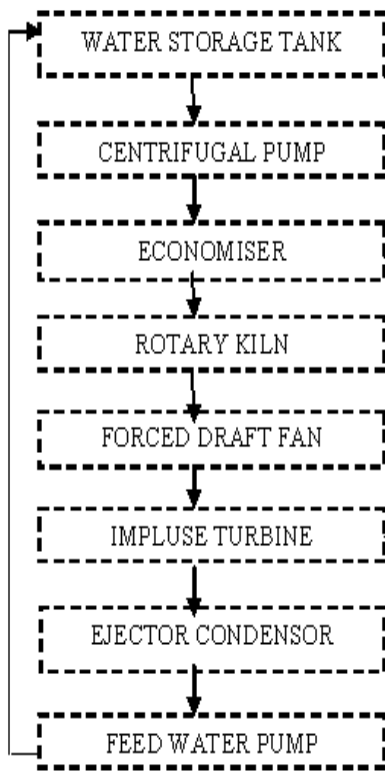 WATER STORAGE TANK
CENTRIFUGAL PUMP
ECONOMISER
ROTARY KILN
FORCED DRAFT FAN
IMPLUSE TURBINE
EJECTOR CONDENSOR
FEED WATER PUMP